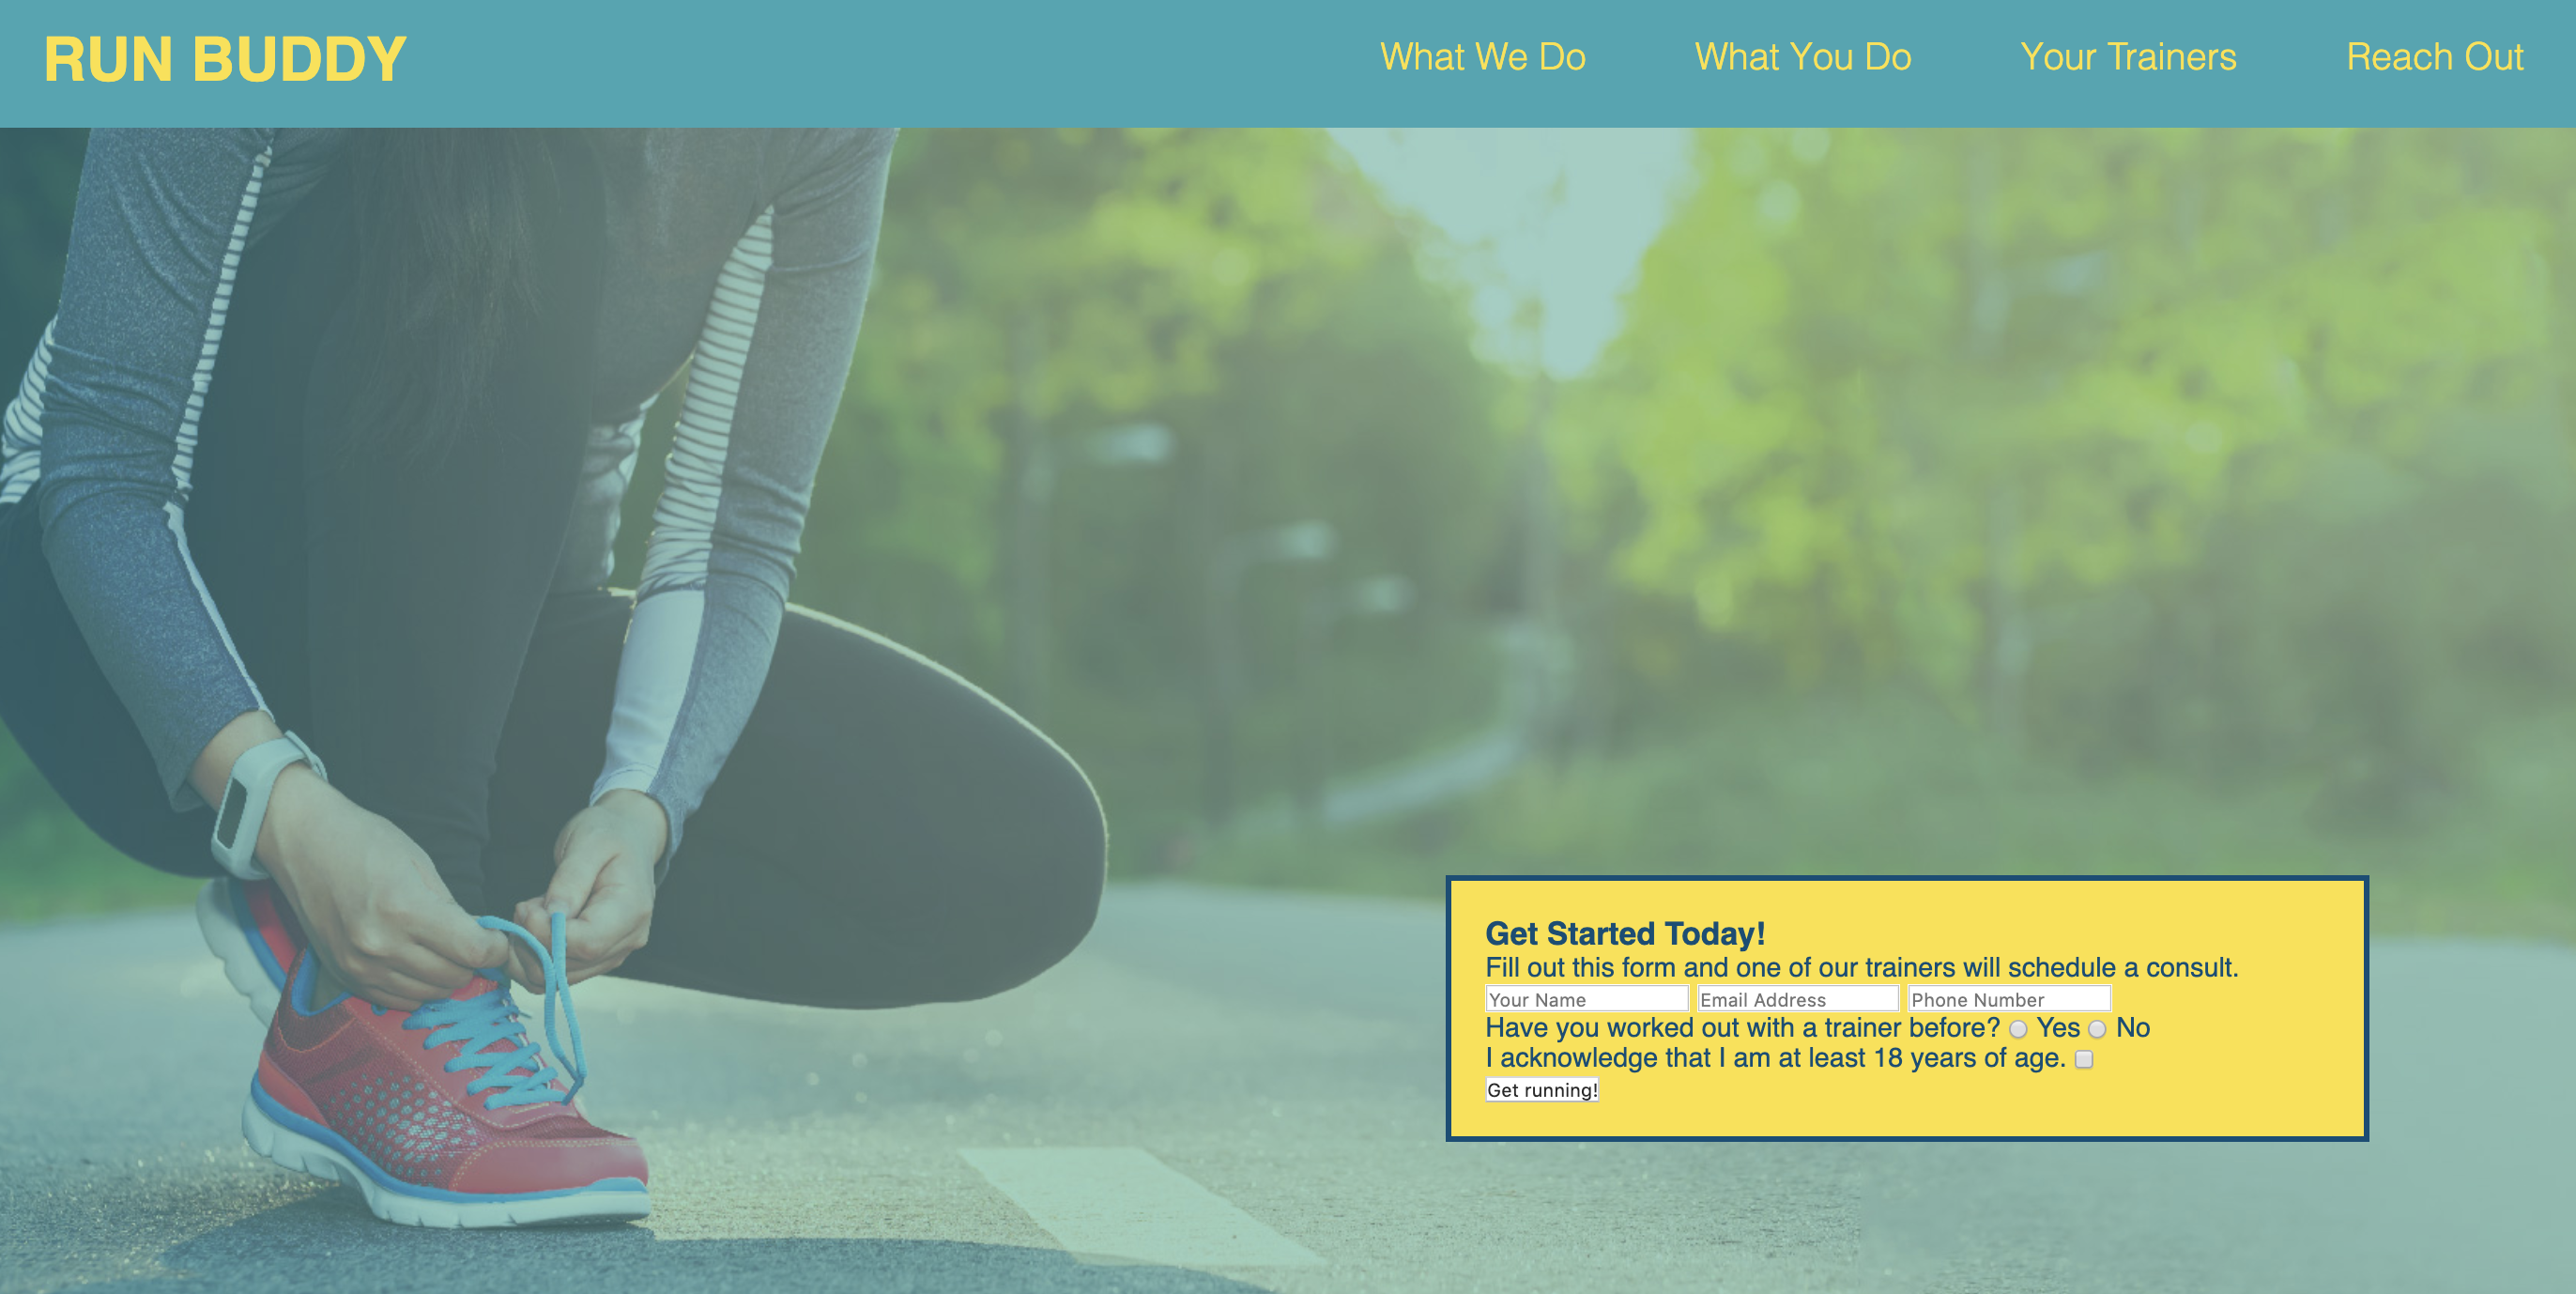 RUN BUDDY
What We Do What You Do Your Trainers Reach Out
Get Started Today!
Fill out this form and one of our trainers will schedule a consult.
Your Name Email Address Phone Number
Have you worked out with a trainer before? Yes No
I acknowledge that I am at least 18 years of age.
Get running!